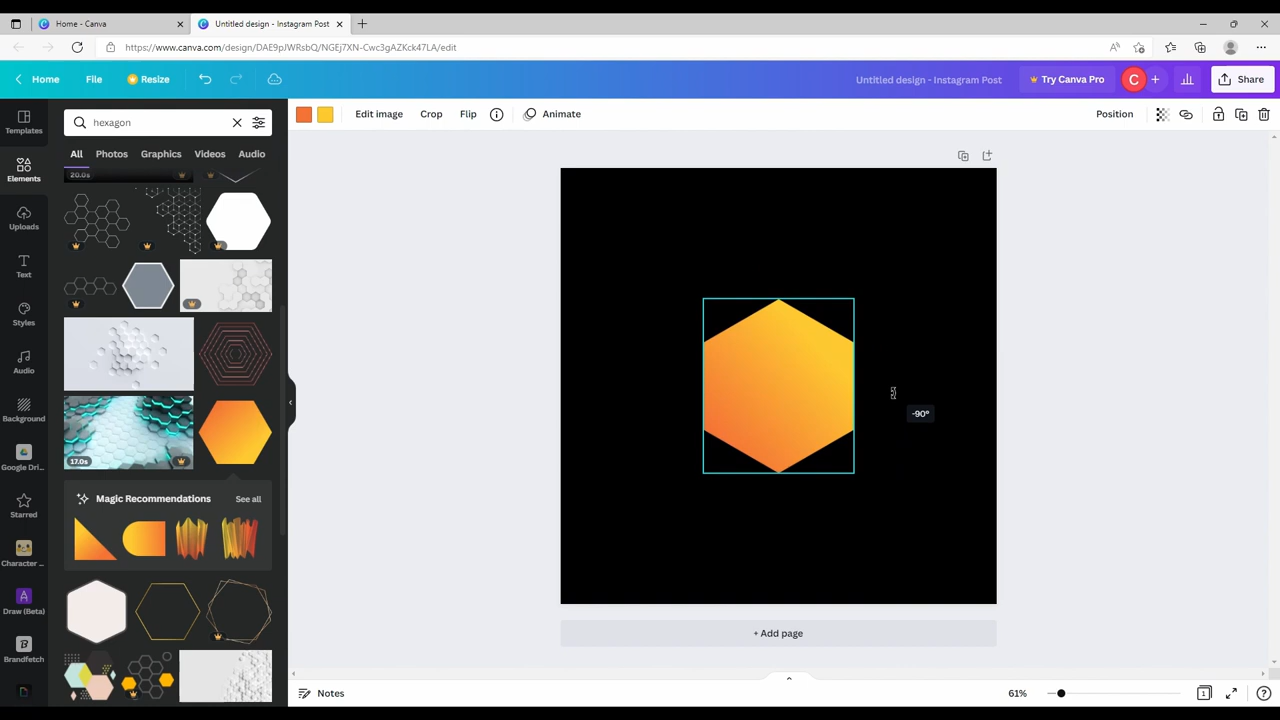 Home - Canva
Untitled design - Instagram Post
https://www.canva.com/design/DAE9pJWRsbQ/NGEj7XN-Cwc3gAZKck47LA/edit
Home
File
Resize
Untitled design - Instagram Post
Try Canva Pro
C
Share
Templates
Elements
Uploads
Text
Styles
Audio
Background
Google Dri...
Starred
Character ...
Draw (Beta)
Brandfetch
hexagon
All
Photos
Graphics
Videos
Audio
20.0s
17.0s
Magic Recommendations
See all
Edit image
Crop
Flip
Animate
Position
-90°
+ Add page
Notes
61%
1